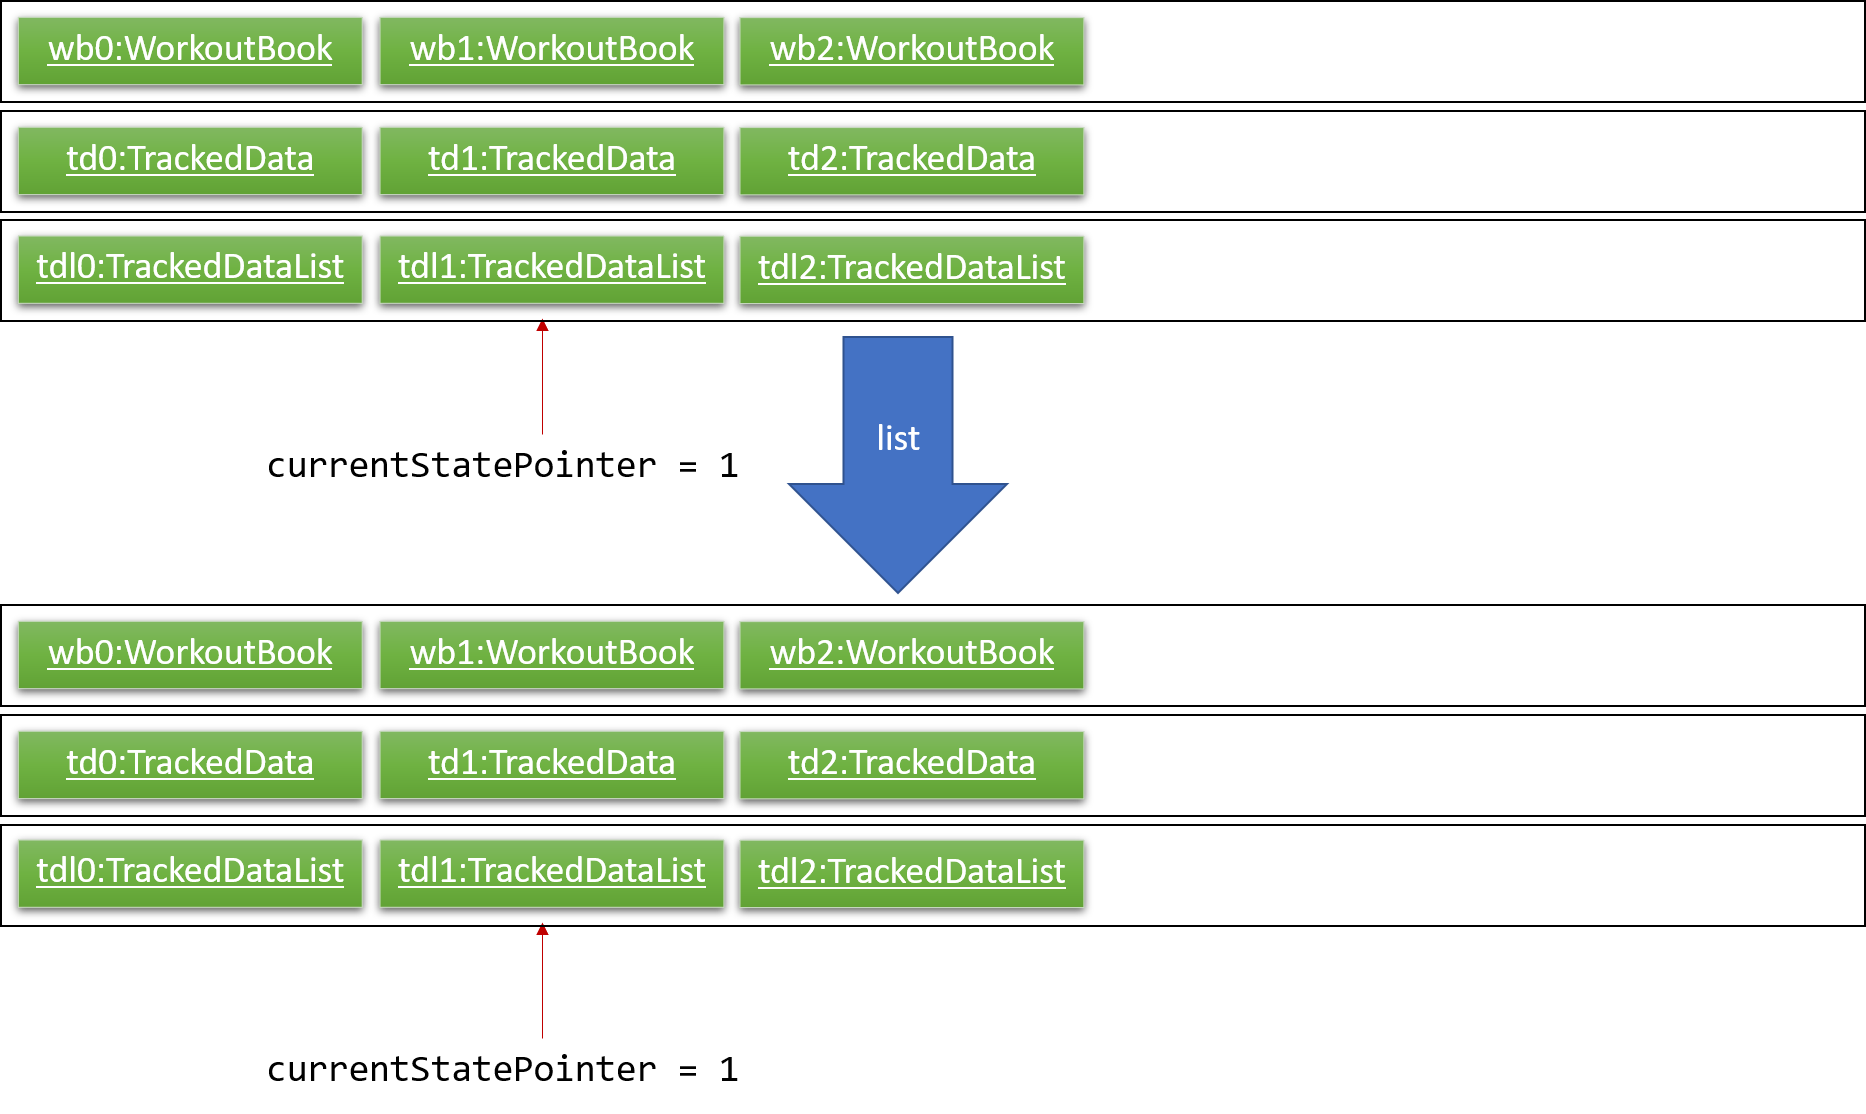 wb0:WorkoutBook wb1:WorkoutBook wb2:WorkoutBook
td0:TrackedData td1:TrackedData td2:TrackedData
tdl0:TrackedDataList tdl1:TrackedDataList tdl2:TrackedDataList
list
currentStatePointer = 1
wb0:WorkoutBook wb1:WorkoutBook wb2:WorkoutBook
td0:TrackedData td1:TrackedData td2:TrackedData
tdl0:TrackedDataList tdl1:TrackedDataList tdl2:TrackedDataList
currentStatePointer = 1